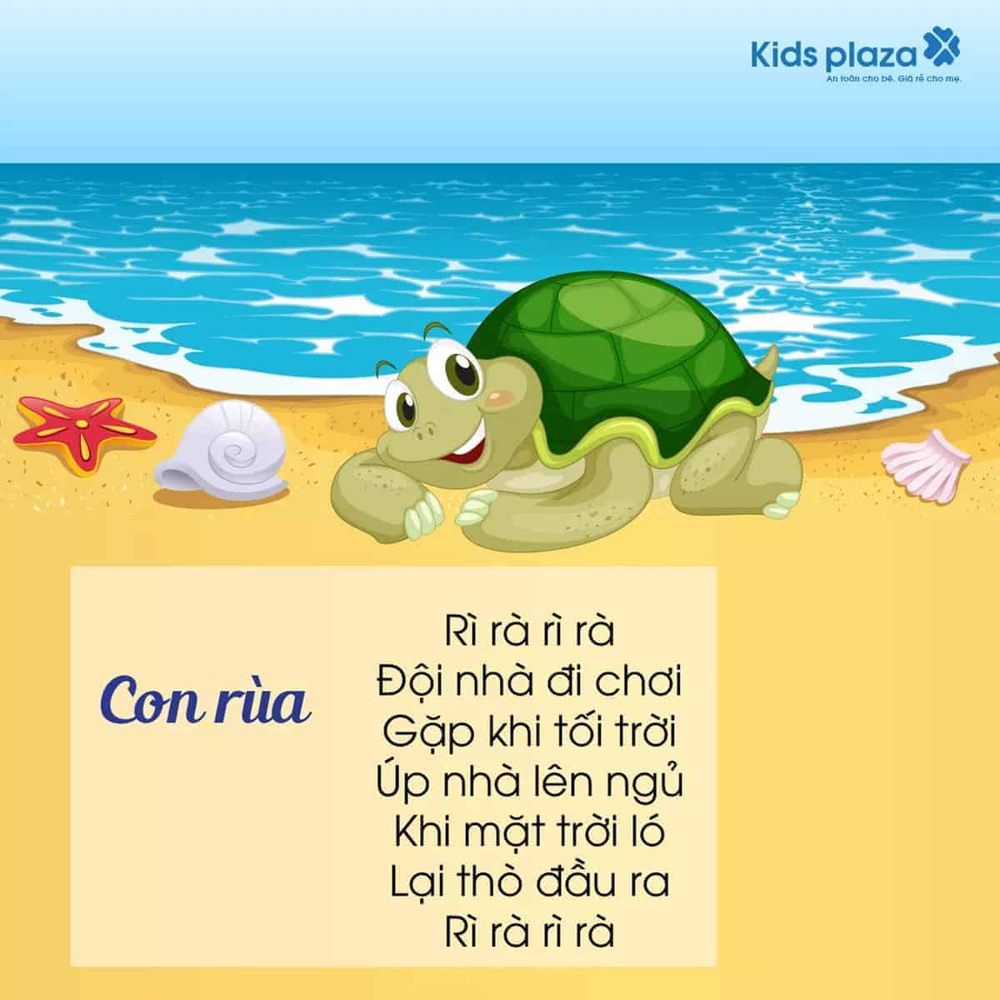 Kids plaza
An toàn cho bé. Giá rẻ cho mẹ.
Con rùa
Rì rà rì rà
Đội nhà đi chơi
Gặp khi tối trời
Úp nhà lên ngủ
Khi mặt trời ló
Lại thò đầu ra
Rì rà rì rà